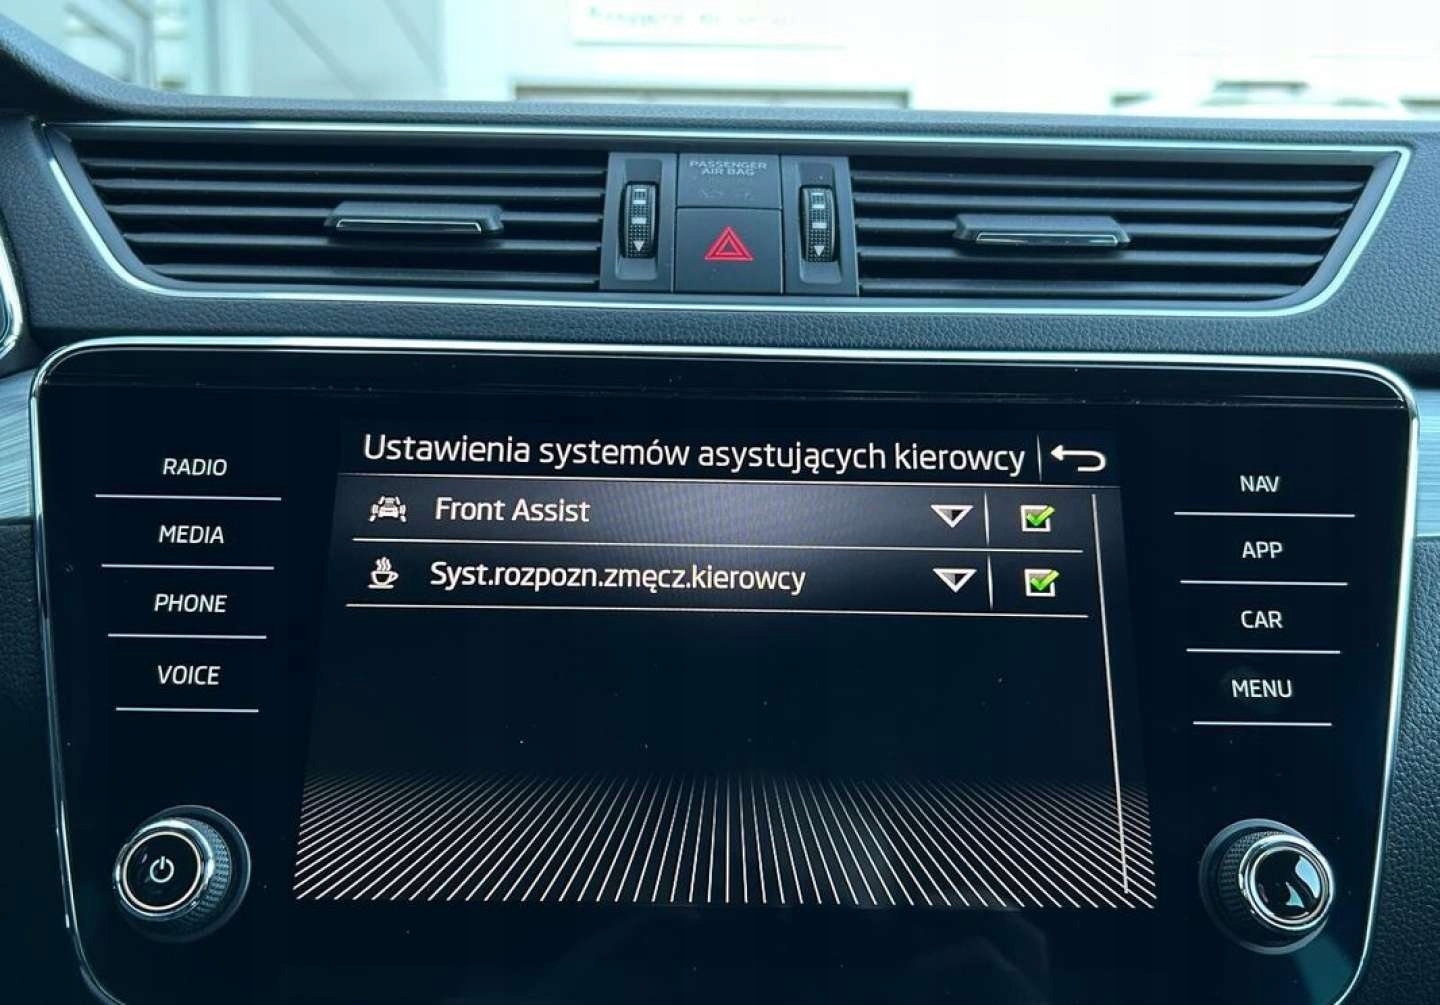 PASSENGER
AIR BAG
Ustawienia systemów asystujących kierowcy
Front Assist
Syst.rozpozn.zmęcz.kierowcy
RADIO
MEDIA
PHONE
VOICE
NAV
APP
CAR
MENU